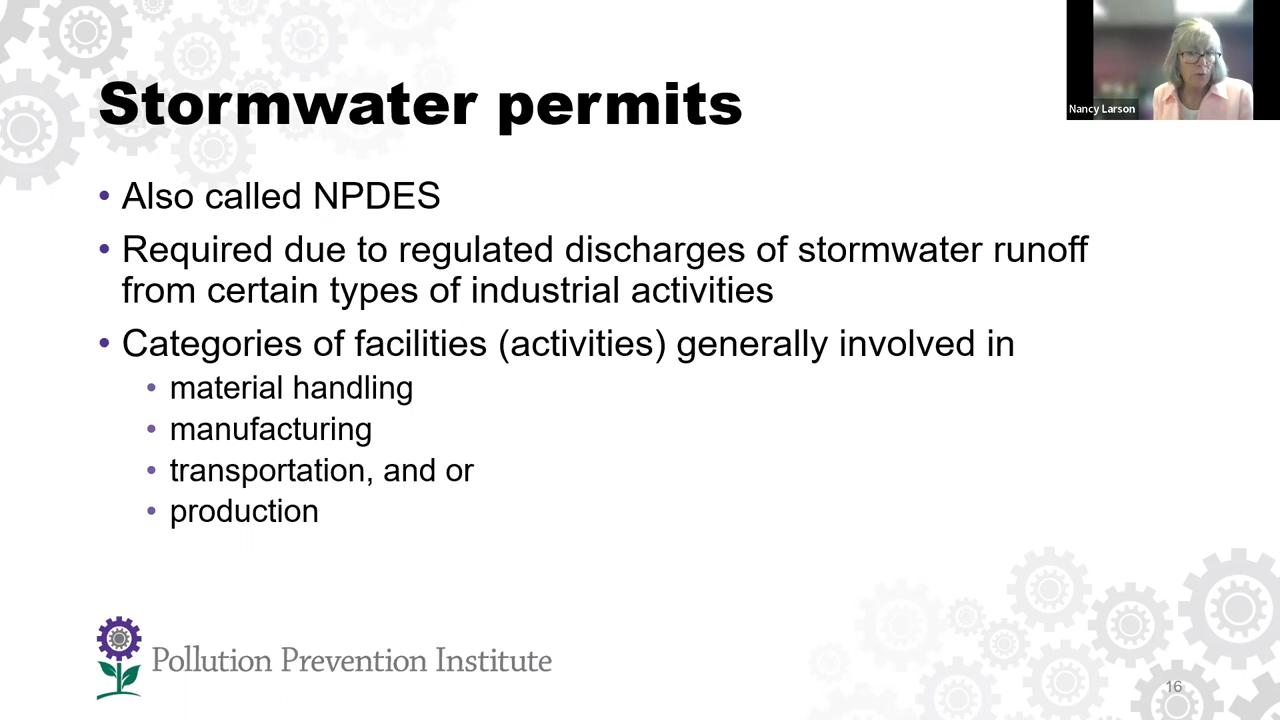 Stormwater permits
Nancy Larson
• Also called NPDES
• Required due to regulated discharges of stormwater runoff
from certain types of industrial activities
• Categories of facilities (activities) generally involved in
• material handling
• manufacturing
• transportation, and or
• production
Pollution Prevention Institute
16